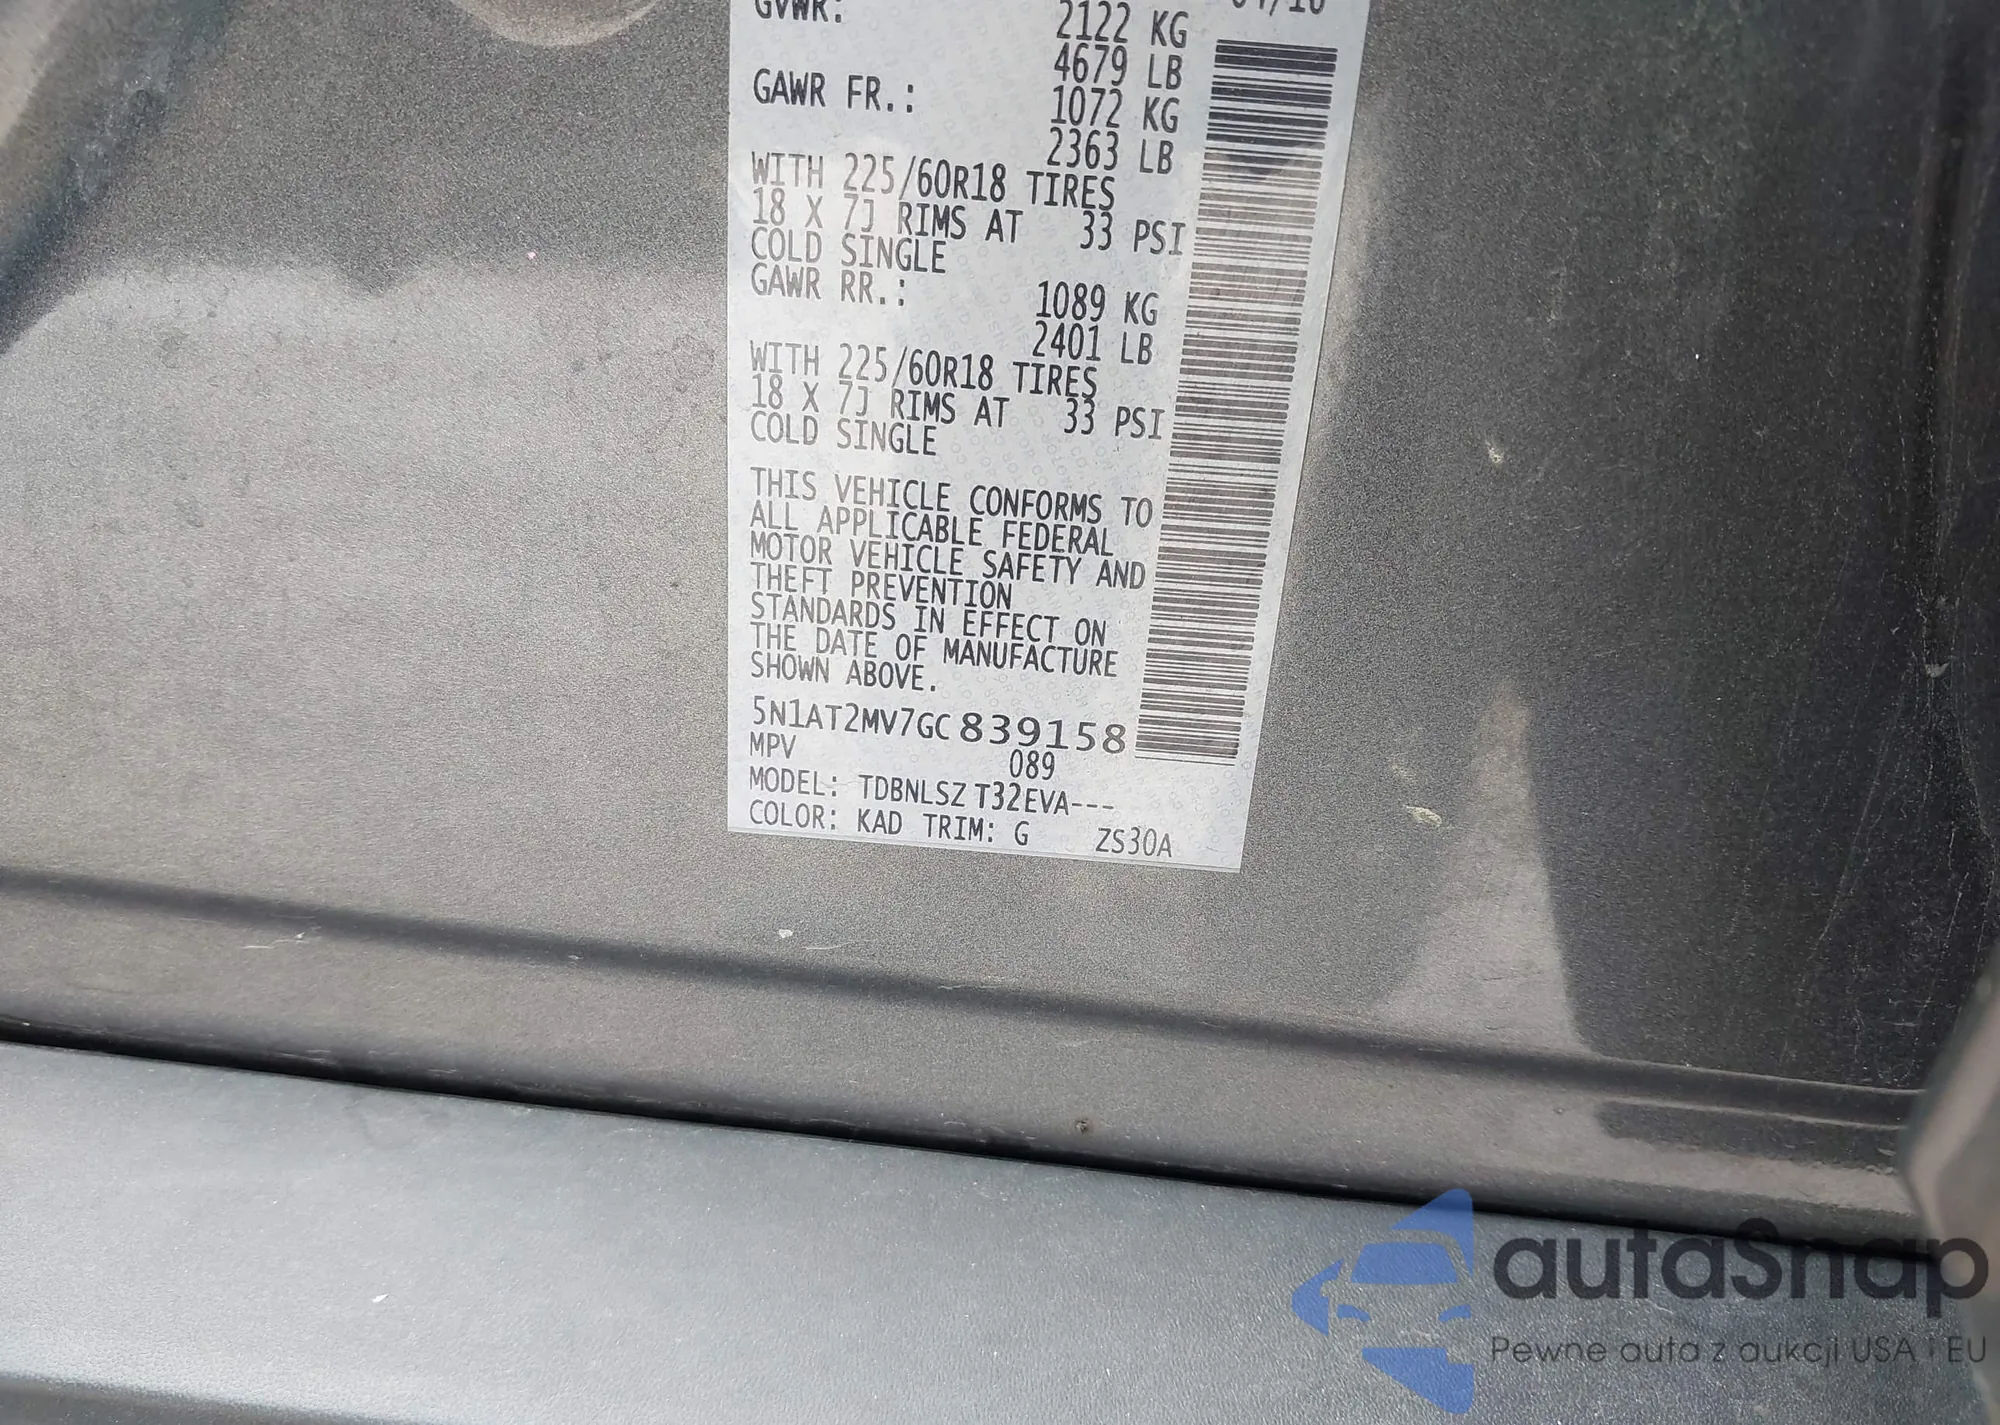 GVWR:
2122 KG
4679 LB
GAWR FR.:
1072 KG
2363 LB
WITH 225/60R18 TIRES
18 X 7J RIMS AT 33 PSI
COLD SINGLE
GAWR RR.:
1089 KG
2401 LB
WITH 225/60R18 TIRES
18 X 7J RIMS AT 33 PSI
COLD SINGLE
THIS VEHICLE CONFORMS TO
ALL APPLICABLE FEDERAL
MOTOR VEHICLE SAFETY AND
THEFT PREVENTION
STANDARDS IN EFFECT ON
THE DATE OF MANUFACTURE
SHOWN ABOVE.
5N1AT2MV7GC839158
MPV 089
MODEL: TDBNLSZ T32EVA---
COLOR: KAD TRIM: G ZS30A
autaSnap
Pewne auta z aukcji USA i EU